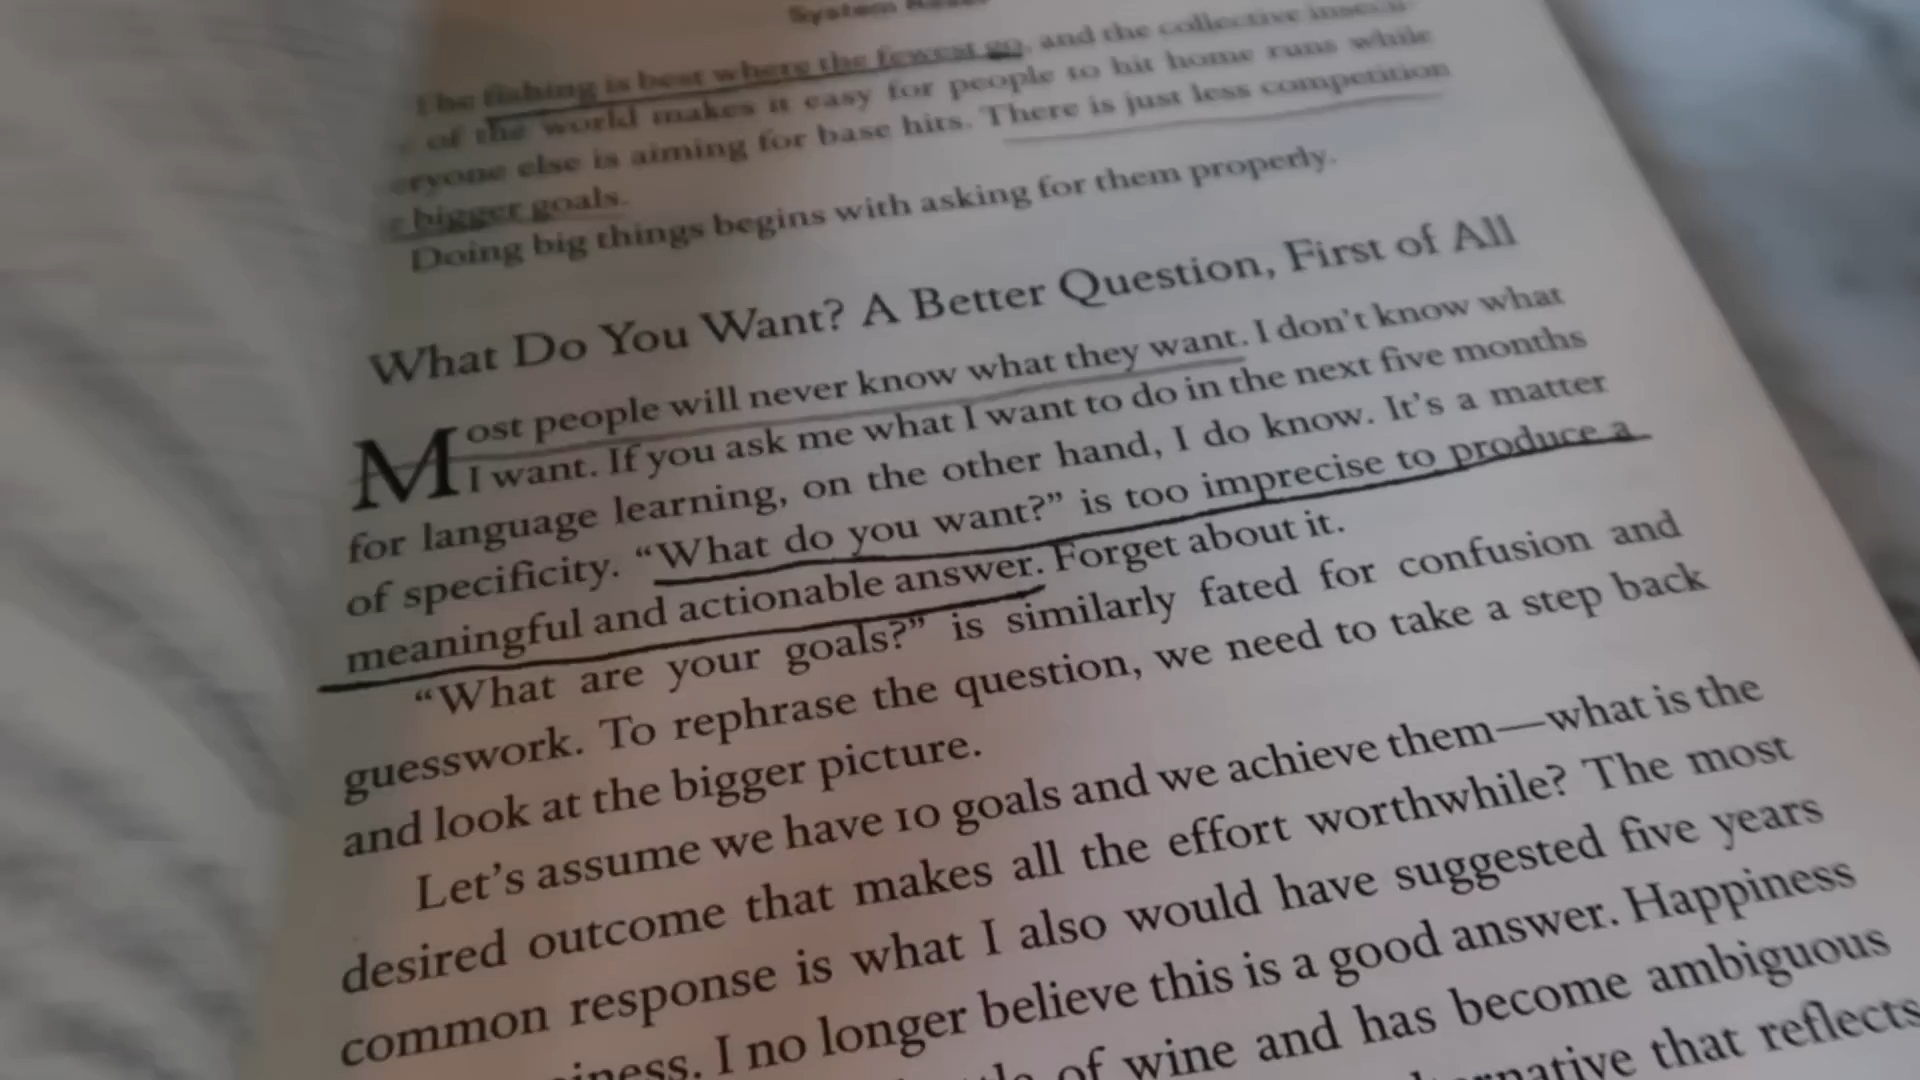 System Reset
The fishing is best where the fewest go, and the collective insecu-
of the world makes it easy for people to hit home runs while
eryone else is aiming for base hits. There is just less competition
bigger goals.
Doing big things begins with asking for them properly.
What Do You Want? A Better Question, First of All
Most people will never know what they want. I don't know what
I want. If you ask me what I want to do in the next five months
for language learning, on the other hand, I do know. It's a matter
of specificity. “What do you want?” is too imprecise to produce a
meaningful and actionable answer. Forget about it.
“What are your goals?” is similarly fated for confusion and
guesswork. To rephrase the question, we need to take a step back
and look at the bigger picture.
Let's assume we have 10 goals and we achieve them—what is the
desired outcome that makes all the effort worthwhile? The most
common response is what I also would have suggested five years
iness. I no longer believe this is a good answer. Happiness
of wine and has become ambiguous
rnative that reflects